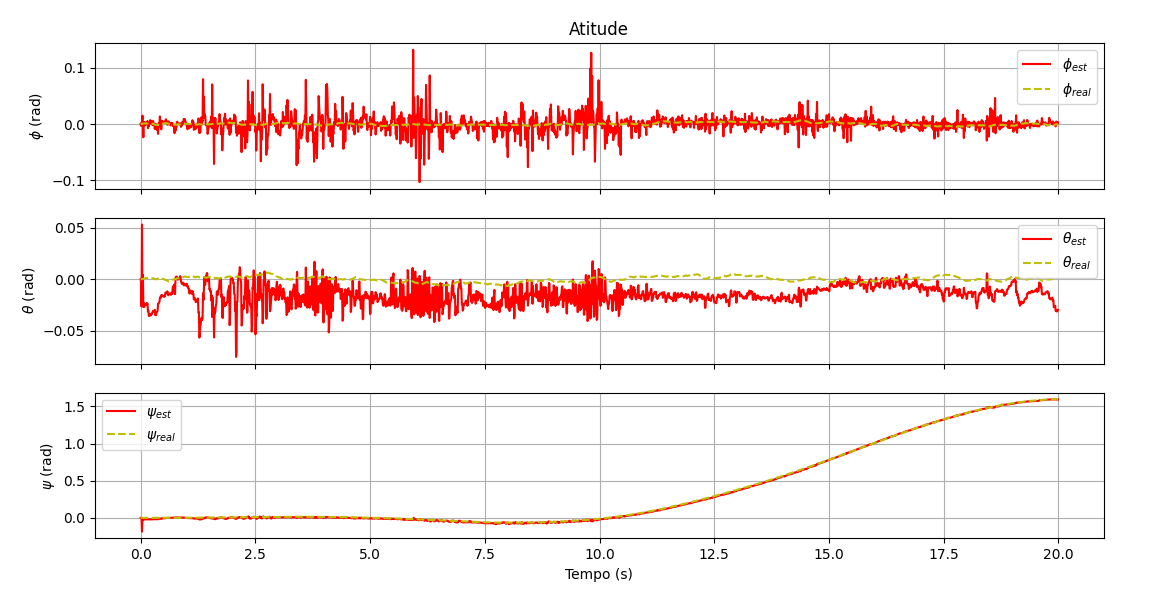 Atitude
0.1
0.0
−0.1
ϕ (rad)
ϕest
ϕreal
0.05
0.00
−0.05
θ (rad)
θest
θreal
1.5
1.0
0.5
0.0
ψ (rad)
ψest
ψreal
0.0 2.5 5.0 7.5 10.0 12.5 15.0 17.5 20.0
Tempo (s)